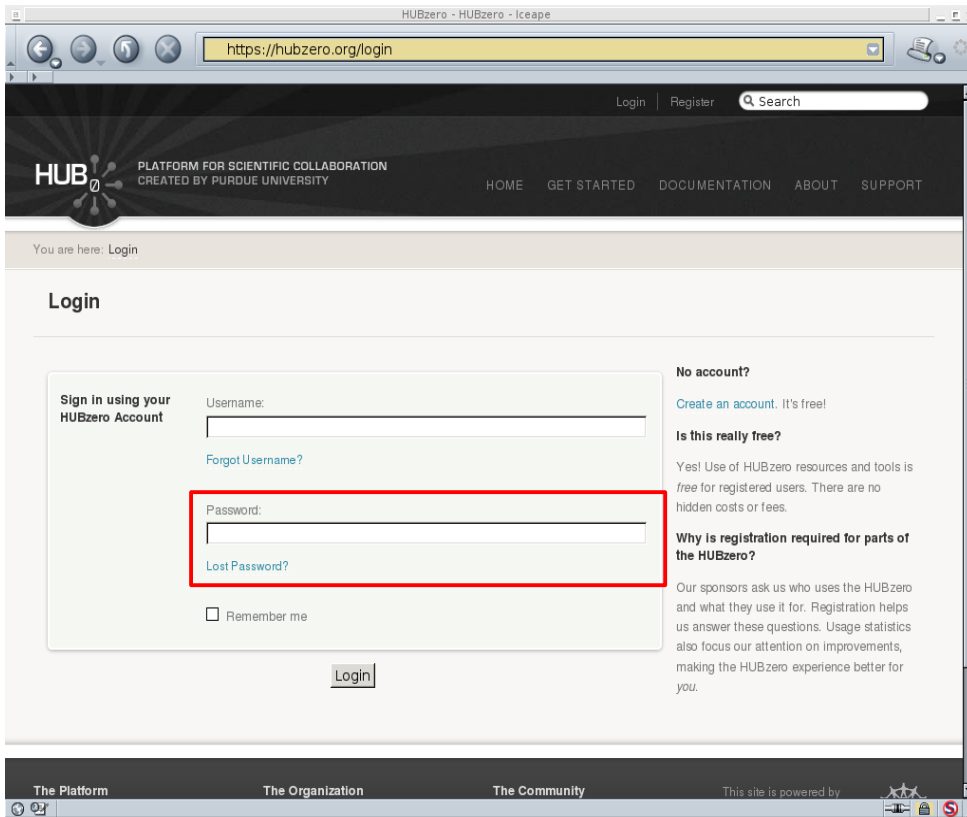 HUBzero - HUBzero - Iceape
https://hubzero.org/login
Login Register Search
HUB0
PLATFORM FOR SCIENTIFIC COLLABORATION
CREATED BY PURDUE UNIVERSITY
HOME GET STARTED DOCUMENTATION ABOUT SUPPORT
You are here: Login
Login
Sign in using your
HUBzero Account
Username:
Forgot Username?
Password:
Lost Password?
Remember me
Login
No account?
Create an account. It's free!
Is this really free?
Yes! Use of HUBzero resources and tools is
free for registered users. There are no
hidden costs or fees.
Why is registration required for parts of
the HUBzero?
Our sponsors ask us who uses the HUBzero
and what they use it for. Registration helps
us answer these questions. Usage statistics
also focus our attention on improvements,
making the HUBzero experience better for
you.
The Platform The Organization The Community This site is powered by